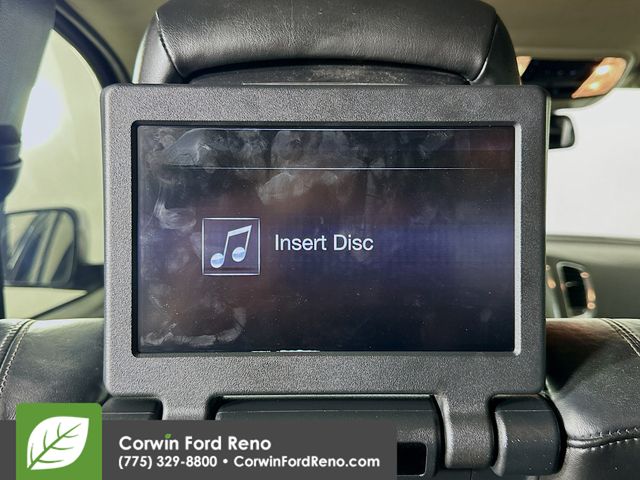 Insert Disc
Corwin Ford Reno
(775) 329-8800 • CorwinFordReno.com